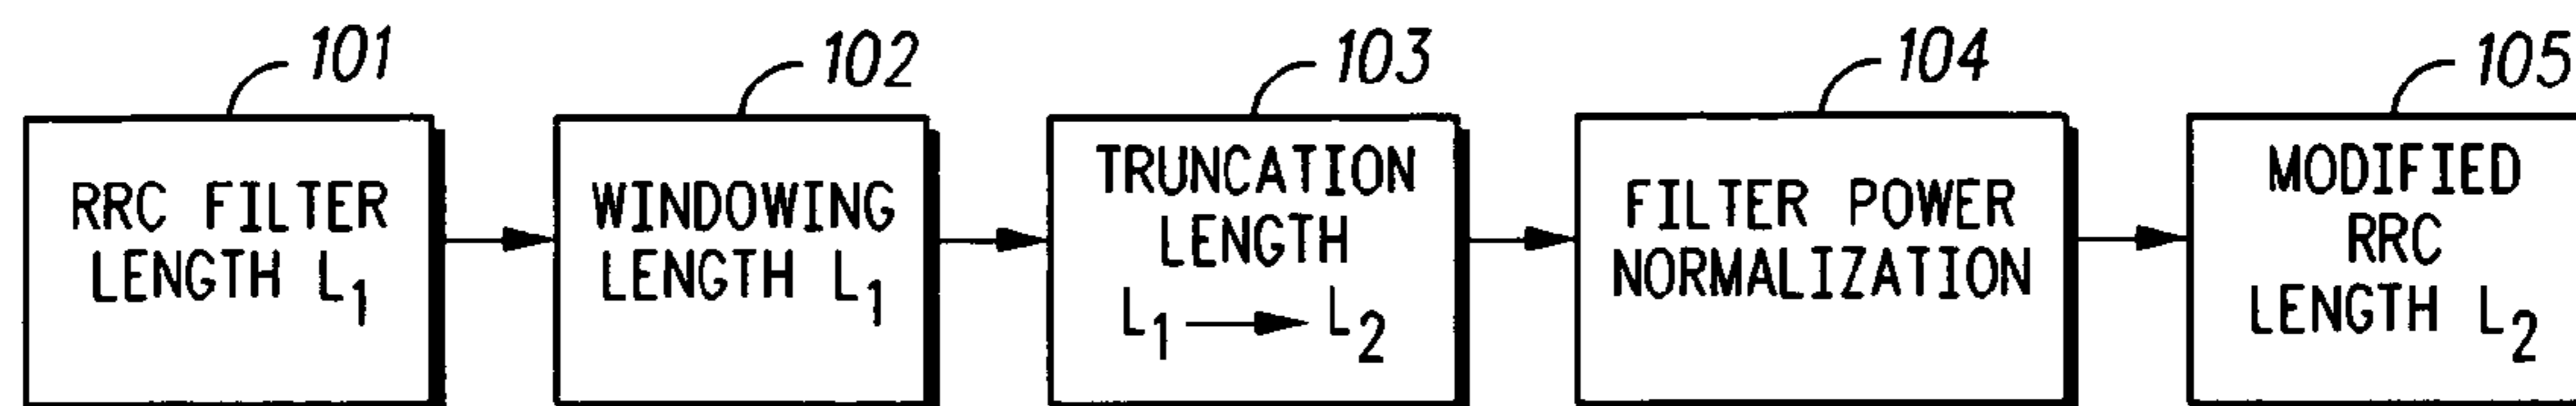 101
102
103
104
105
RRC FILTER
LENGTH L₁
WINDOWING
LENGTH L₁
TRUNCATION
LENGTH
L₁ → L₂
FILTER POWER
NORMALIZATION
MODIFIED
RRC
LENGTH L₂